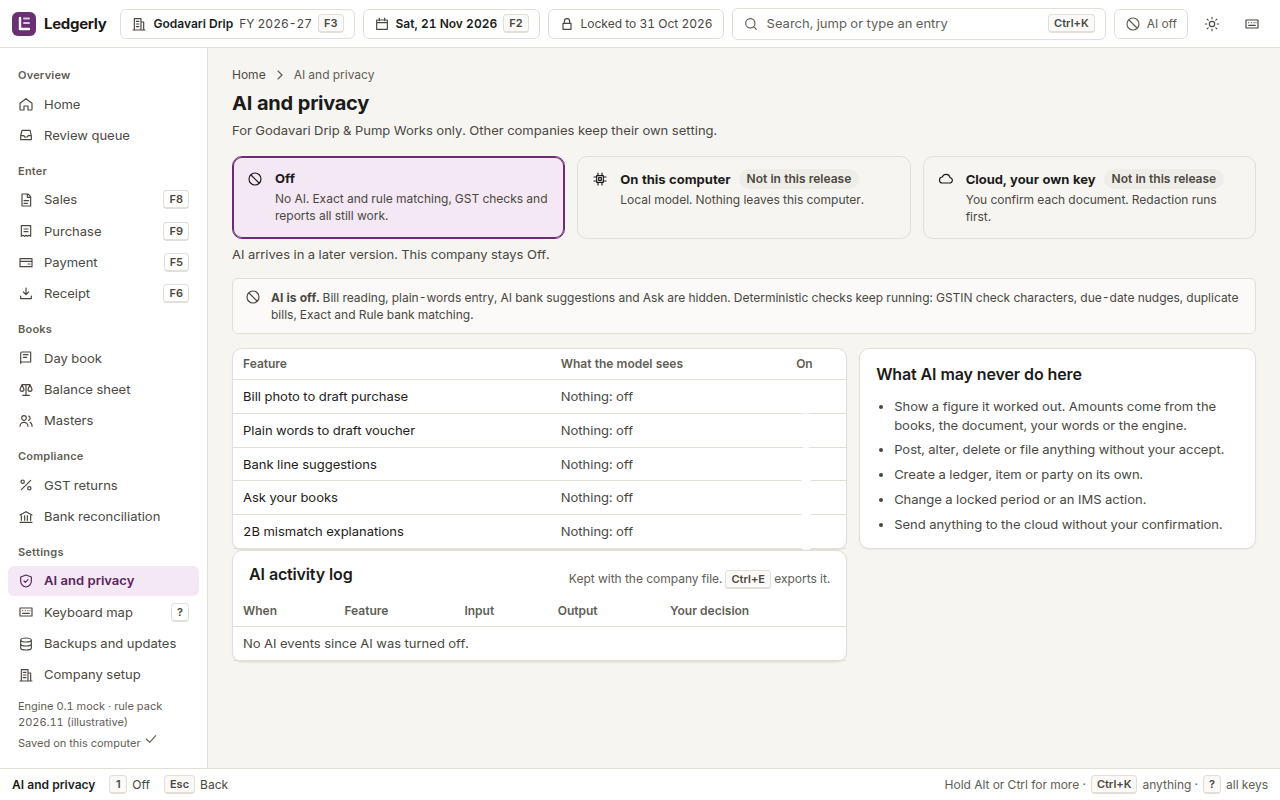 Ledgerly
Godavari Drip FY 2026-27 F3
Sat, 21 Nov 2026 F2
Locked to 31 Oct 2026
Search, jump or type an entry Ctrl+K
AI off
Overview
Home
Review queue
Enter
Sales F8
Purchase F9
Payment F5
Receipt F6
Books
Day book
Balance sheet
Masters
Compliance
GST returns
Bank reconciliation
Settings
AI and privacy
Keyboard map ?
Backups and updates
Company setup
Engine 0.1 mock · rule pack
2026.11 (illustrative)
Saved on this computer
Home > AI and privacy
AI and privacy
For Godavari Drip & Pump Works only. Other companies keep their own setting.
Off
No AI. Exact and rule matching, GST checks and
reports all still work.
On this computer Not in this release
Local model. Nothing leaves this computer.
Cloud, your own key Not in this release
You confirm each document. Redaction runs
first.
AI arrives in a later version. This company stays Off.
AI is off. Bill reading, plain-words entry, AI bank suggestions and Ask are hidden. Deterministic checks keep running: GSTIN check characters, due-date nudges, duplicate
bills, Exact and Rule bank matching.
Feature What the model sees On
Bill photo to draft purchase Nothing: off
Plain words to draft voucher Nothing: off
Bank line suggestions Nothing: off
Ask your books Nothing: off
2B mismatch explanations Nothing: off
What AI may never do here
• Show a figure it worked out. Amounts come from the
books, the document, your words or the engine.
• Post, alter, delete or file anything without your accept.
• Create a ledger, item or party on its own.
• Change a locked period or an IMS action.
• Send anything to the cloud without your confirmation.
AI activity log Kept with the company file. Ctrl+E exports it.
When Feature Input Output Your decision
No AI events since AI was turned off.
AI and privacy 1 Off Esc Back
Hold Alt or Ctrl for more · Ctrl+K anything · ? all keys